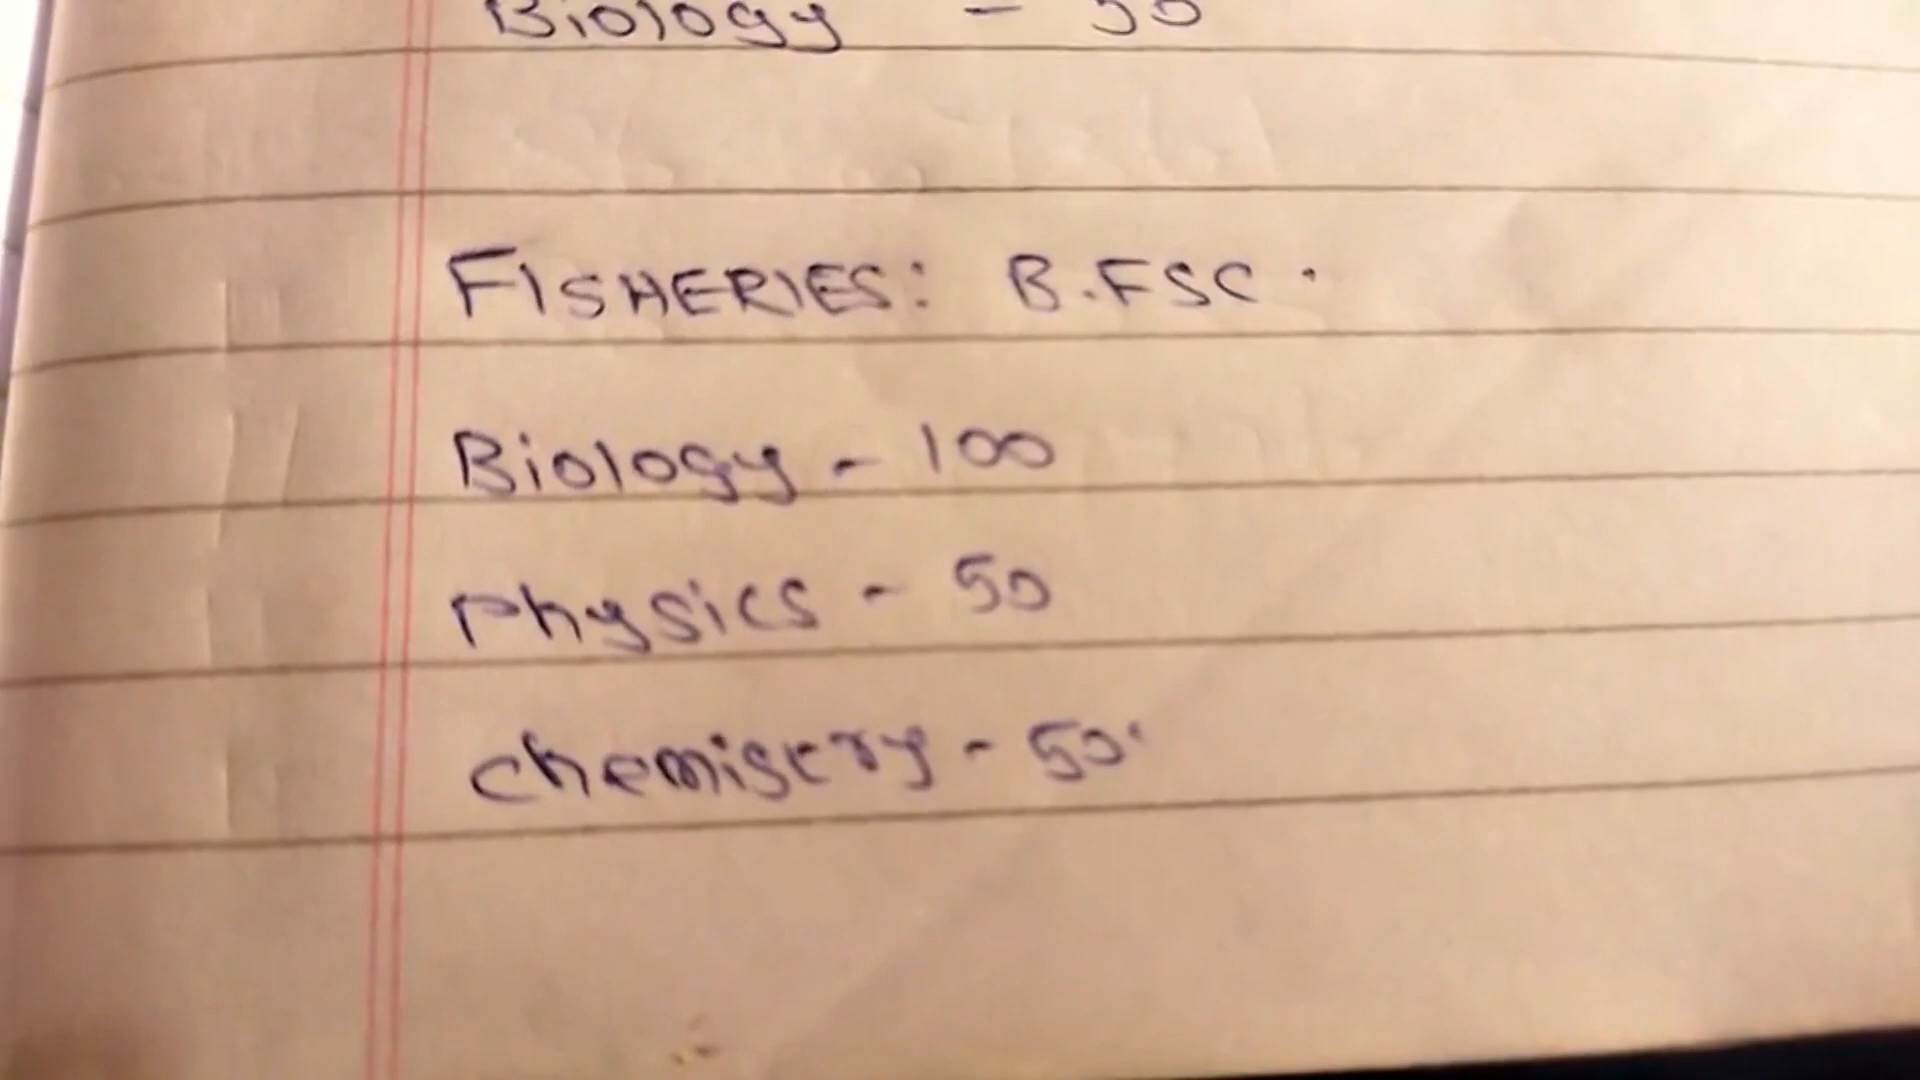 Biology - 50
FISHERIES: B.FSC.
Biology - 100
Physics - 50
Chemistry - 50.